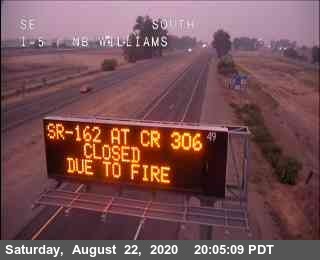 SE SOUTH
I-5 : NB WILLIAMS
SR-162 AT CR 306
CLOSED
DUE TO FIRE
49
Saturday, August 22, 2020 20:05:09 PDT